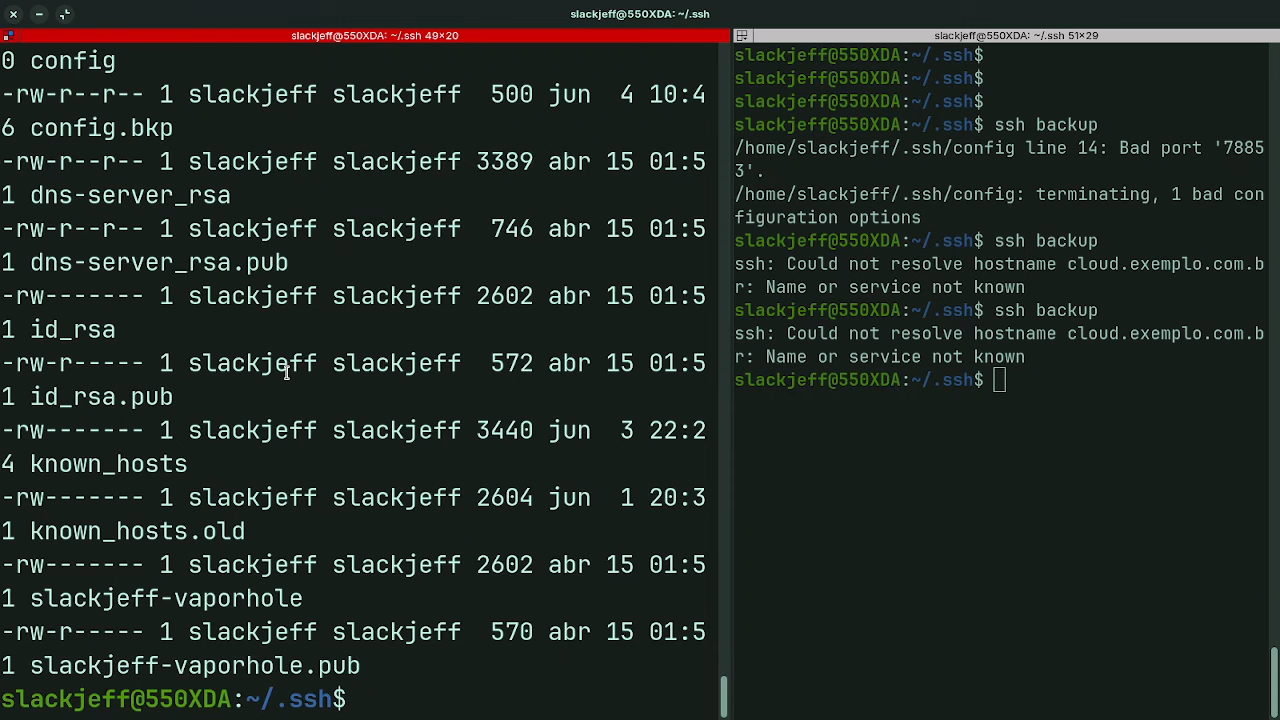 slackjeff@550XDA: ~/.ssh
slackjeff@550XDA: ~/.ssh 49×20
0 config
-rw-r--r-- 1 slackjeff slackjeff  500 jun  4 10:4
6 config.bkp
-rw-r--r-- 1 slackjeff slackjeff 3389 abr 15 01:5
1 dns-server_rsa
-rw-r--r-- 1 slackjeff slackjeff  746 abr 15 01:5
1 dns-server_rsa.pub
-rw------- 1 slackjeff slackjeff 2602 abr 15 01:5
1 id_rsa
-rw-r----- 1 slackjeff slackjeff  572 abr 15 01:5
1 id_rsa.pub
-rw------- 1 slackjeff slackjeff 3440 jun  3 22:2
4 known_hosts
-rw------- 1 slackjeff slackjeff 2604 jun  1 20:3
1 known_hosts.old
-rw------- 1 slackjeff slackjeff 2602 abr 15 01:5
1 slackjeff-vaporhole
-rw-r----- 1 slackjeff slackjeff  570 abr 15 01:5
1 slackjeff-vaporhole.pub
slackjeff@550XDA:~/.ssh$
slackjeff@550XDA: ~/.ssh 51×29
slackjeff@550XDA:~/.ssh$
slackjeff@550XDA:~/.ssh$
slackjeff@550XDA:~/.ssh$
slackjeff@550XDA:~/.ssh$ ssh backup
/home/slackjeff/.ssh/config line 14: Bad port '7885
3'.
/home/slackjeff/.ssh/config: terminating, 1 bad con
figuration options
slackjeff@550XDA:~/.ssh$ ssh backup
ssh: Could not resolve hostname cloud.exemplo.com.b
r: Name or service not known
slackjeff@550XDA:~/.ssh$ ssh backup
ssh: Could not resolve hostname cloud.exemplo.com.b
r: Name or service not known
slackjeff@550XDA:~/.ssh$